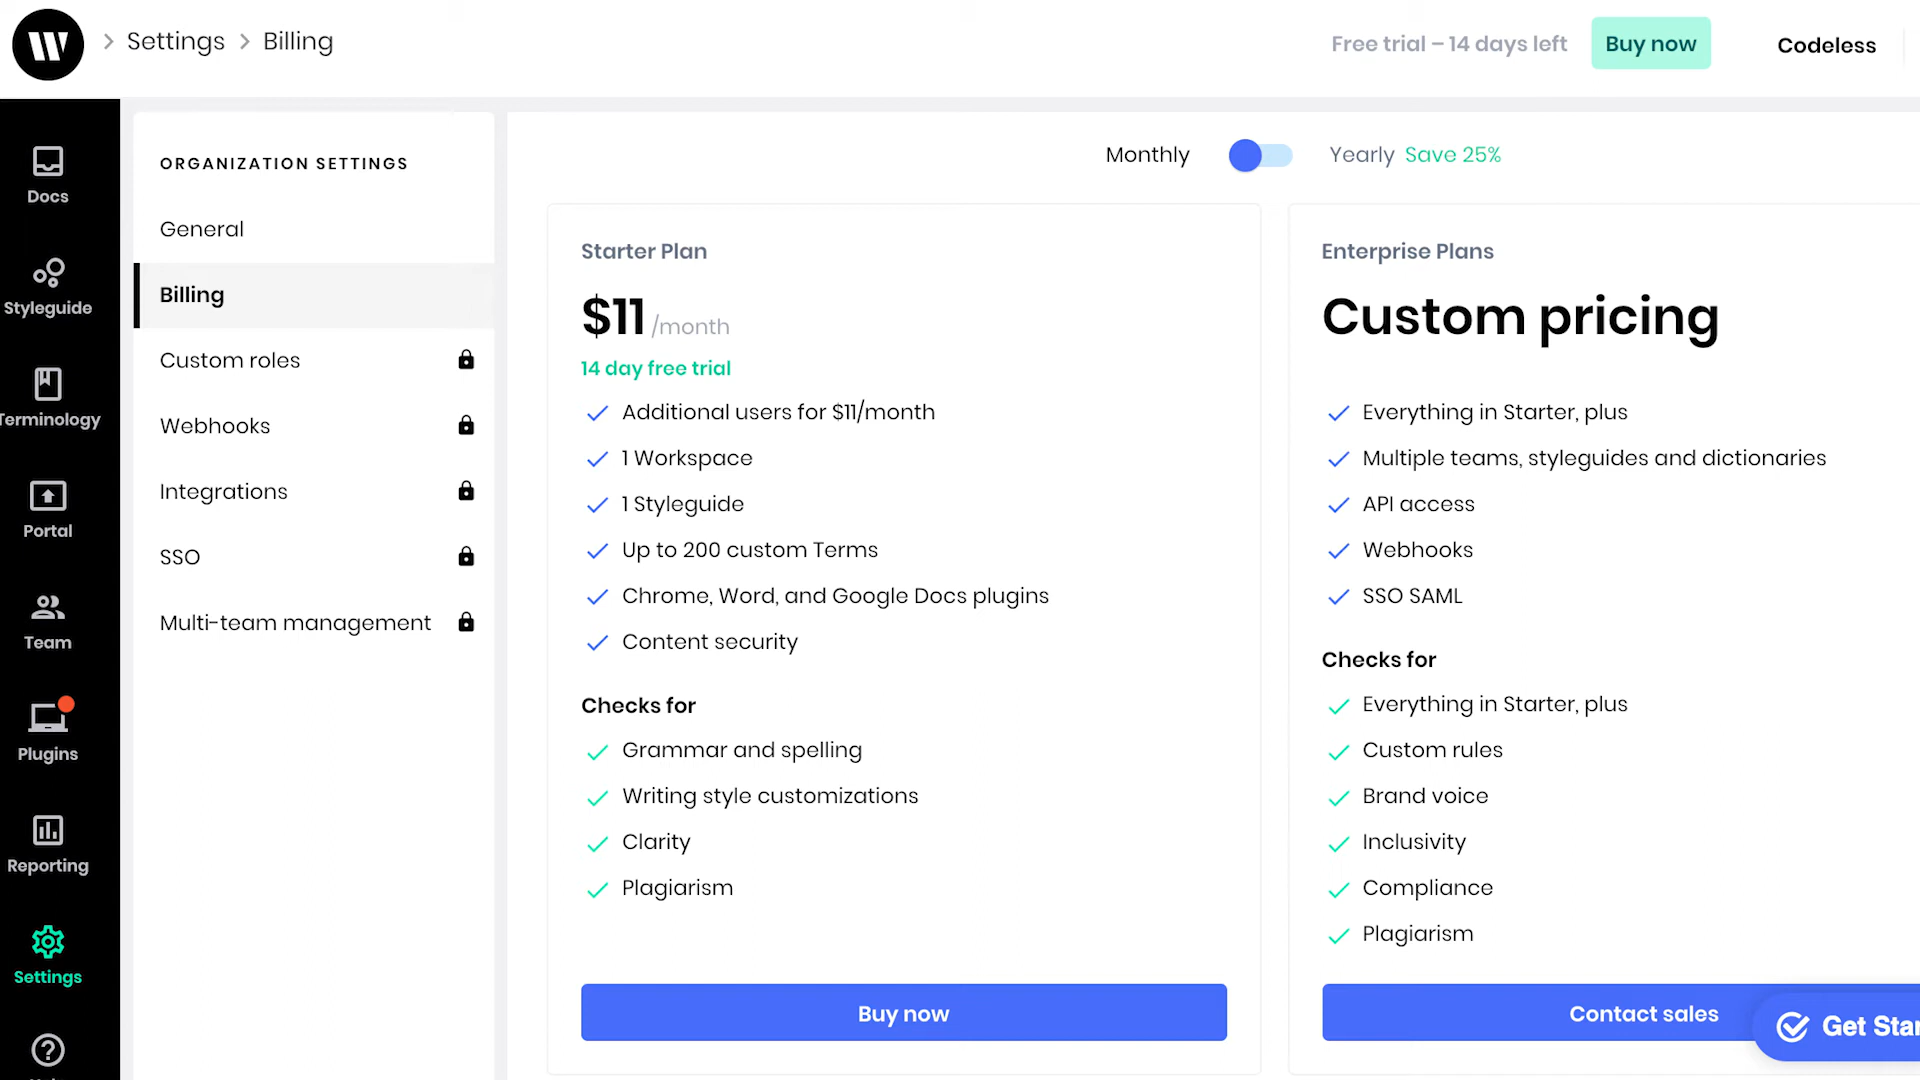 Settings > Billing
Free trial – 14 days left
Buy now
Codeless
Docs
Styleguide
Terminology
Portal
Team
Plugins
Reporting
Settings
ORGANIZATION SETTINGS
General
Billing
Custom roles
Webhooks
Integrations
SSO
Multi-team management
Monthly
Yearly Save 25%
Starter Plan
$11 /month
14 day free trial
Additional users for $11/month
1 Workspace
1 Styleguide
Up to 200 custom Terms
Chrome, Word, and Google Docs plugins
Content security
Checks for
Grammar and spelling
Writing style customizations
Clarity
Plagiarism
Buy now
Enterprise Plans
Custom pricing
Everything in Starter, plus
Multiple teams, styleguides and dictionaries
API access
Webhooks
SSO SAML
Checks for
Everything in Starter, plus
Custom rules
Brand voice
Inclusivity
Compliance
Plagiarism
Contact sales
Get Star